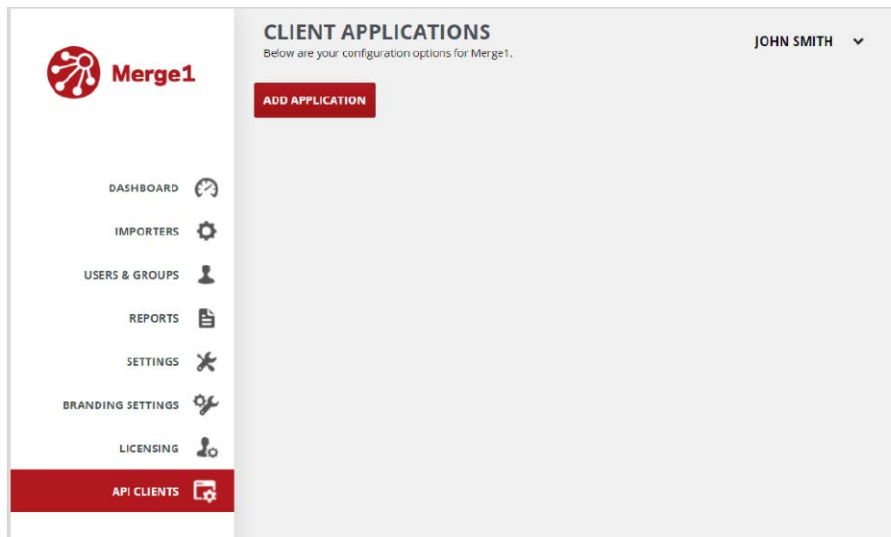 Merge1
CLIENT APPLICATIONS
Below are your configuration options for Merge1.
JOHN SMITH
ADD APPLICATION
DASHBOARD
IMPORTERS
USERS & GROUPS
REPORTS
SETTINGS
BRANDING SETTINGS
LICENSING
API CLIENTS